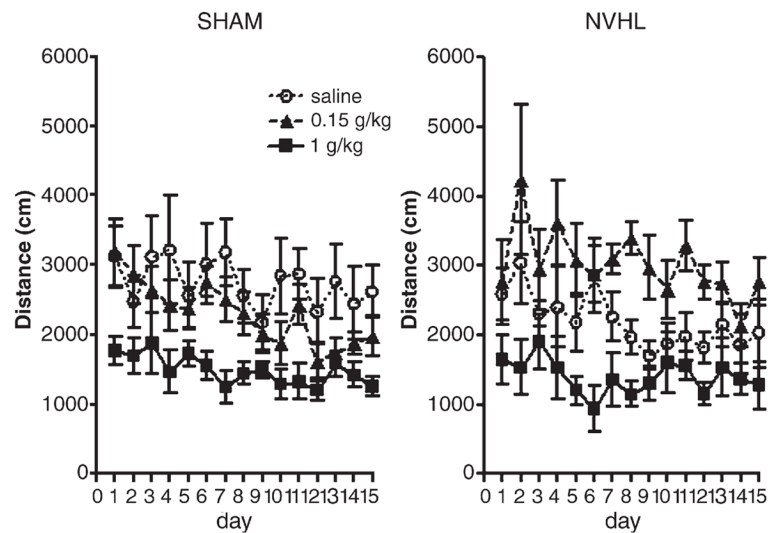 SHAM
NVHL
6000
5000
4000
3000
2000
1000
0
Distance (cm)
saline
0.15 g/kg
1 g/kg
0 1 2 3 4 5 6 7 8 9 10 11 12 13 14 15
day
6000
5000
4000
3000
2000
1000
0
Distance (cm)
0 1 2 3 4 5 6 7 8 9 10 11 12 13 14 15
day